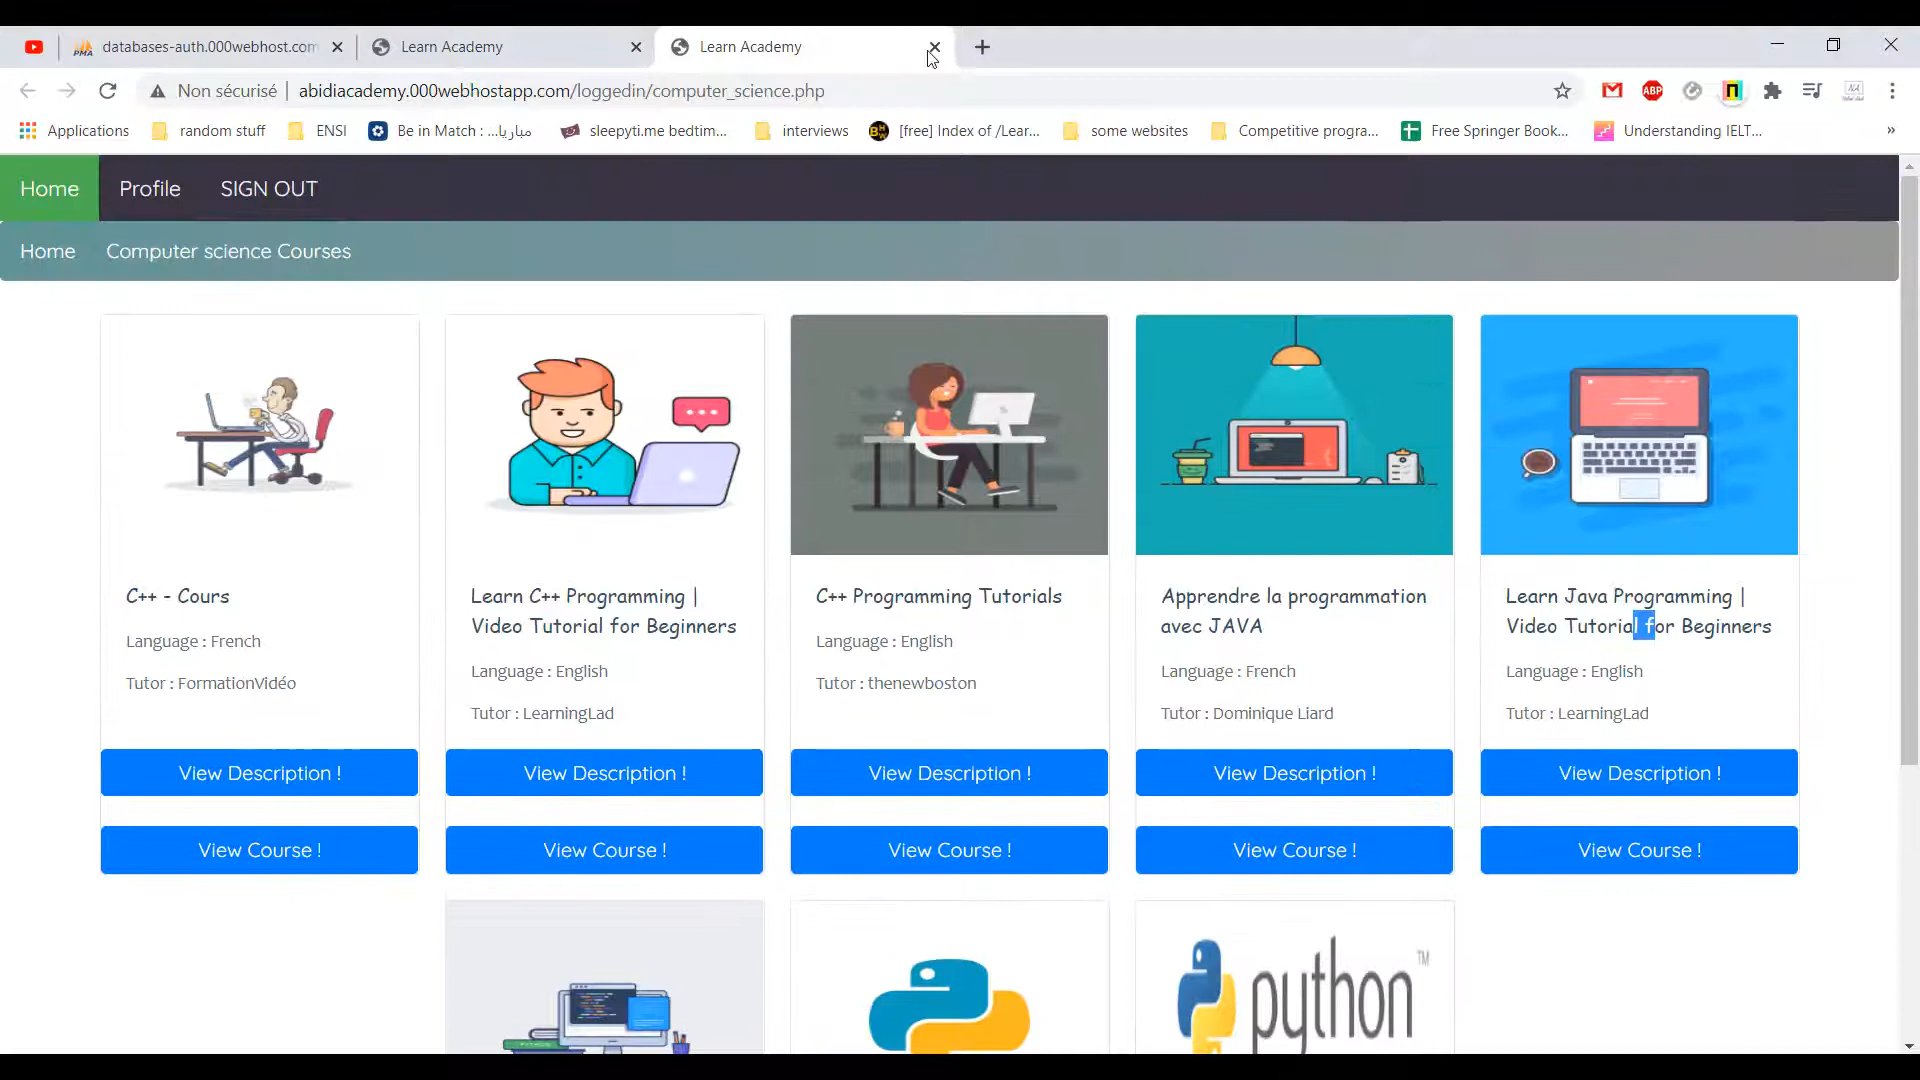 databases-auth.000webhost.com
Learn Academy
Learn Academy
Non sécurisé
abidiacademy.000webhostapp.com/loggedin/computer_science.php
ABP
Applications
random stuff
ENSI
Be in Match : ...مباريا
sleepyti.me bedtim...
interviews
[free] Index of /Lear...
some websites
Competitive progra...
Free Springer Book...
Understanding IELT...
»
Home
Profile
SIGN OUT
Home
Computer science Courses
C++ - Cours
Language : French
Tutor : FormationVidéo
View Description !
View Course !
Learn C++ Programming |
Video Tutorial for Beginners
Language : English
Tutor : LearningLad
View Description !
View Course !
C++ Programming Tutorials
Language : English
Tutor : thenewboston
View Description !
View Course !
Apprendre la programmation
avec JAVA
Language : French
Tutor : Dominique Liard
View Description !
View Course !
Learn Java Programming |
Video Tutorial for Beginners
Language : English
Tutor : LearningLad
View Description !
View Course !
python™